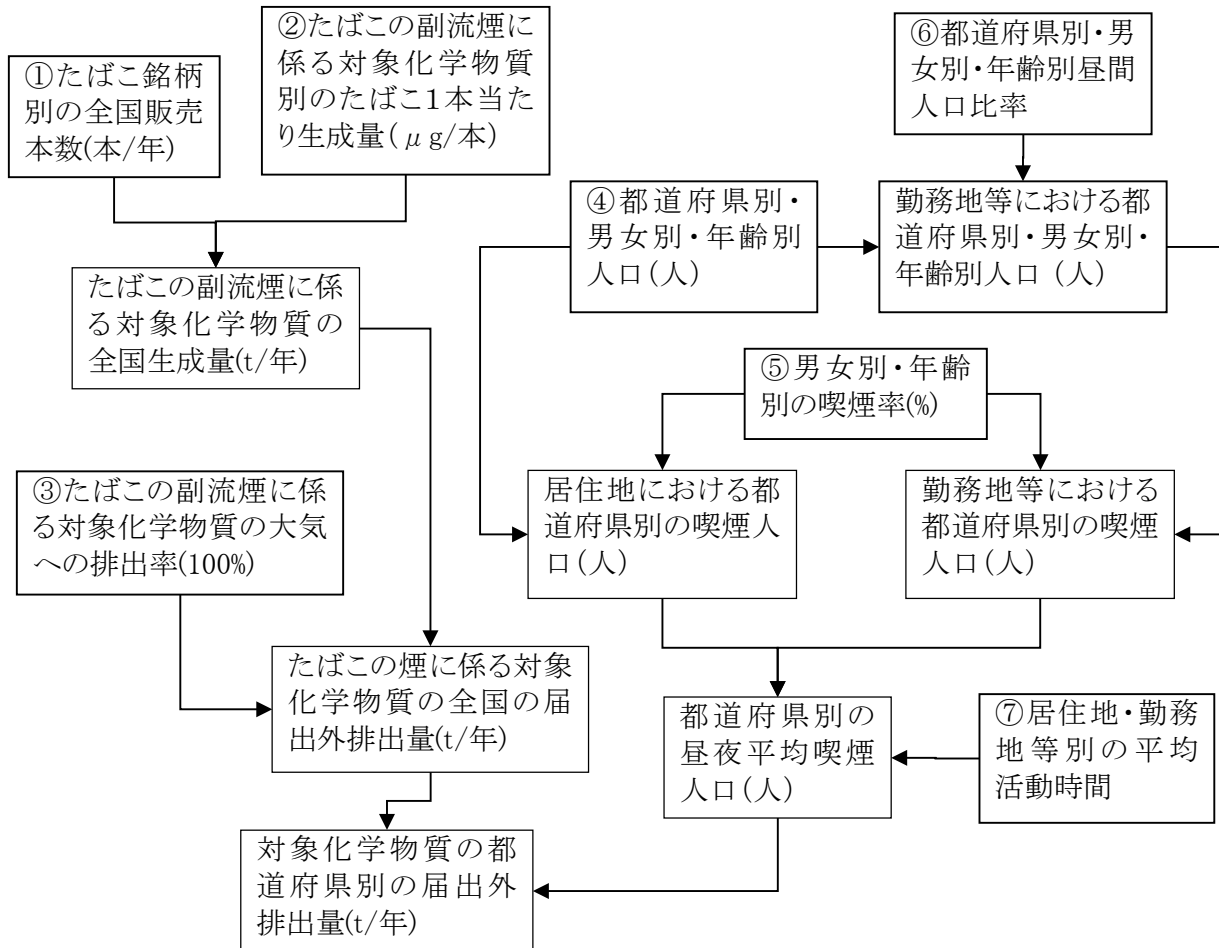 ①たばこ銘柄
別の全国販売
本数(本/年)
②たばこの副流煙に
係る対象化学物質
別のたばこ1本当た
り生成量(μg/本)
⑥都道府県別・男
女別・年齢別昼間
人口比率
④都道府県別・
男女別・年齢別
人口(人)
勤務地等における都
道府県別・男女別・
年齢別人口 (人)
たばこの副流煙に係
る対象化学物質の
全国生成量(t/年)
⑤男女別・年齢
別の喫煙率(%)
③たばこの副流煙に係
る対象化学物質の大気
への排出率(100%)
居住地における都
道府県別の喫煙人
口(人)
勤務地等における
都道府県別の喫煙
人口(人)
たばこの煙に係る対象
化学物質の全国の届
出外排出量(t/年)
都道府県別の
昼夜平均喫煙
人口(人)
⑦居住地・勤務
地等別の平均
活動時間
対象化学物質の都
道府県別の届出外
排出量(t/年)